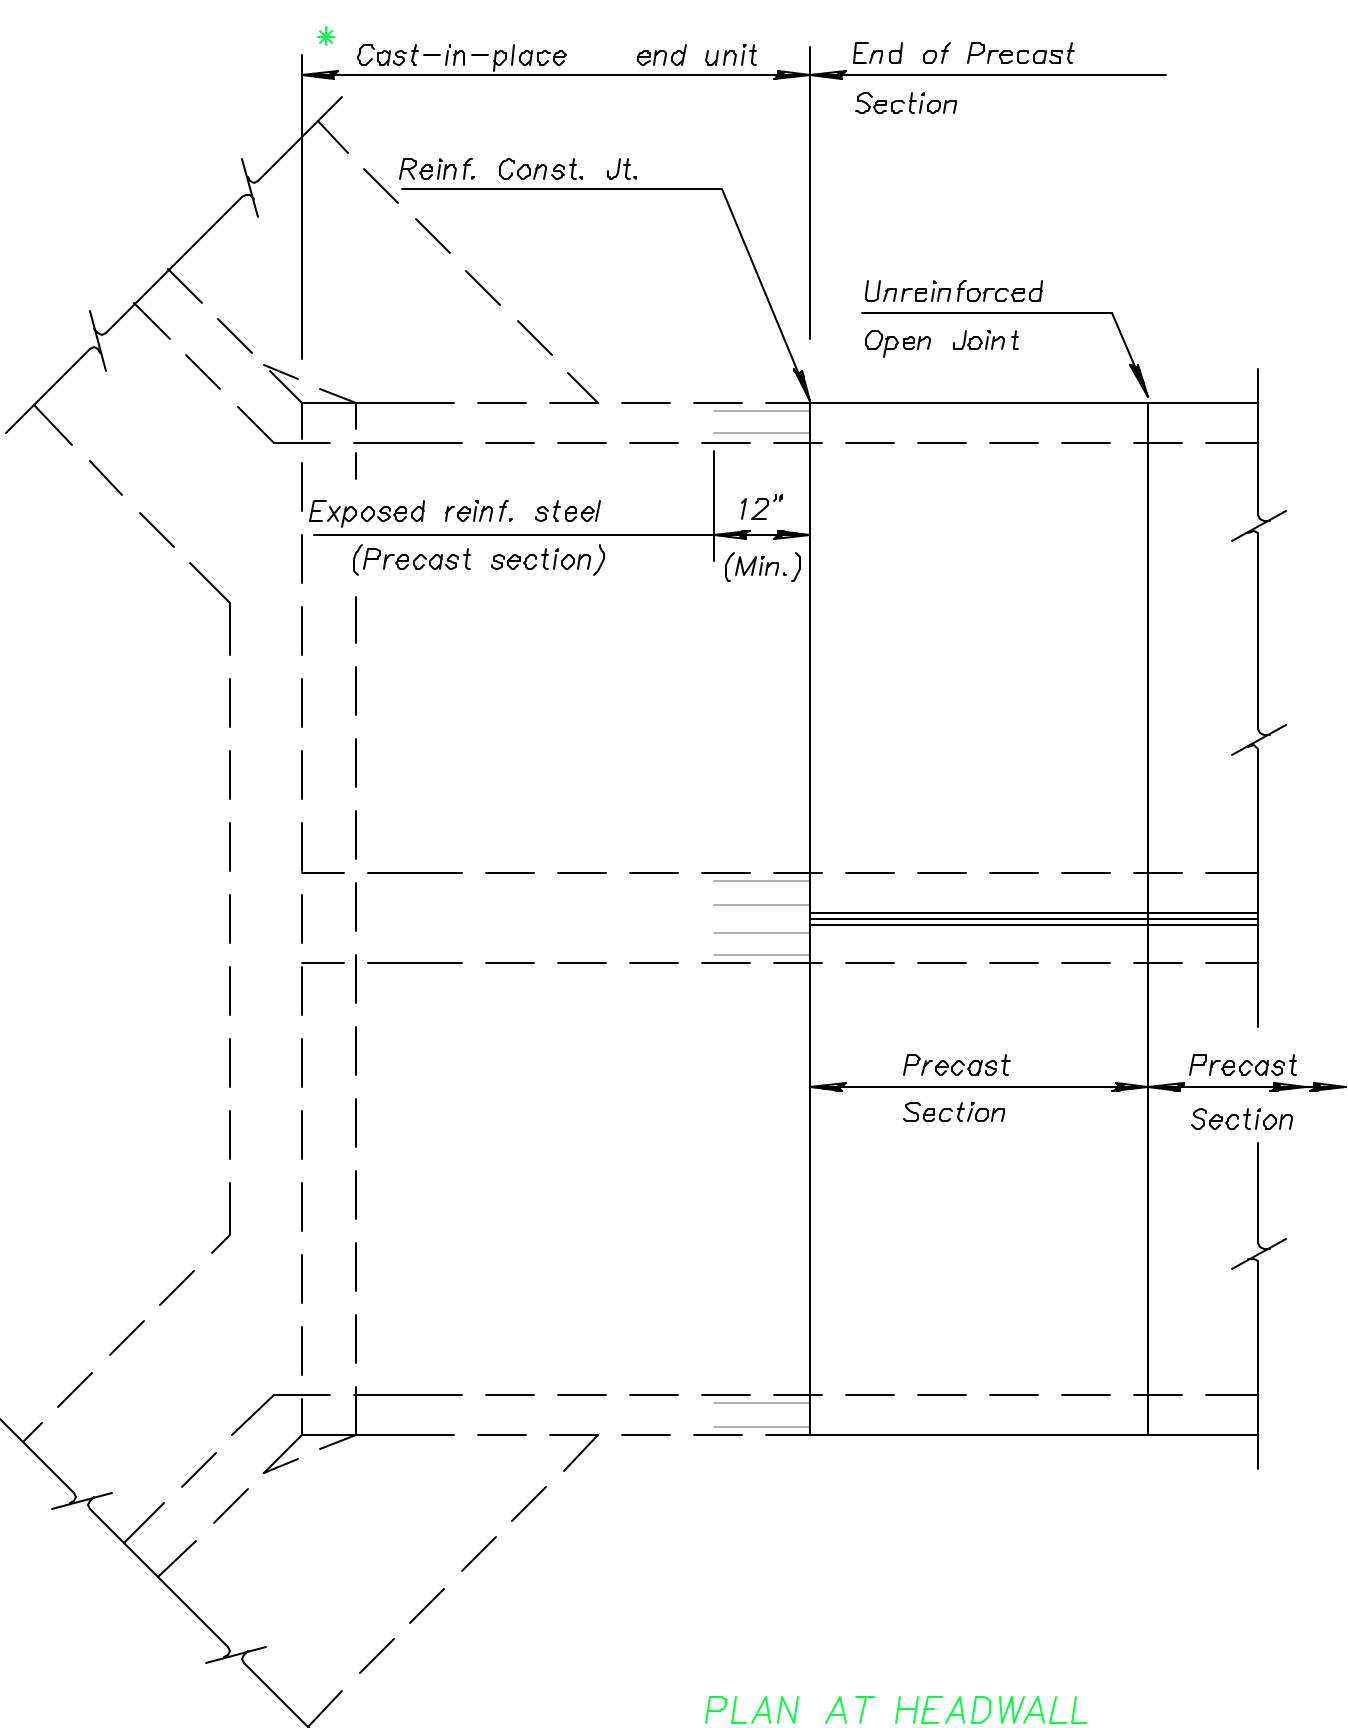 * Cast-in-place end unit
End of Precast
Section
Reinf. Const. Jt.
Unreinforced
Open Joint
Exposed reinf. steel
(Precast section)
12"
(Min.)
Precast
Section
Precast
Section
PLAN AT HEADWALL